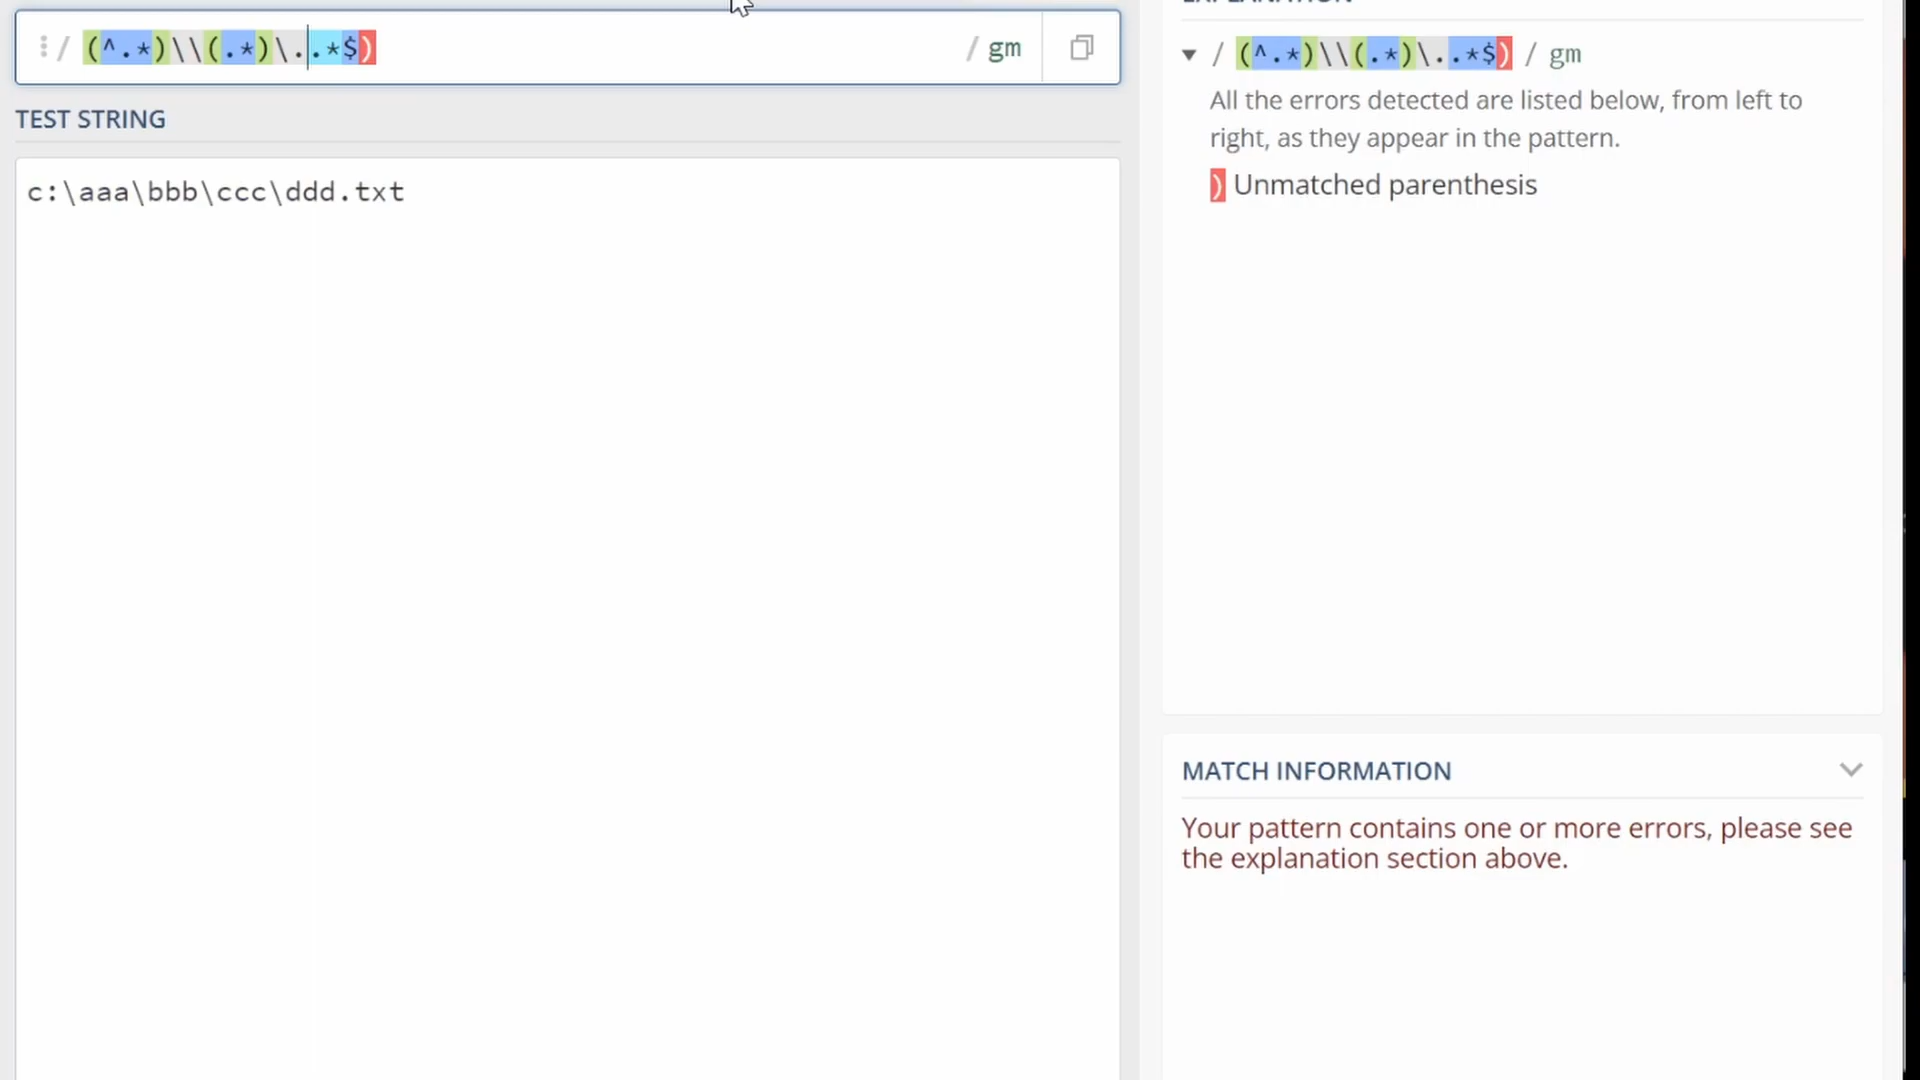 / (^.*)\\(.*)\..*$) / gm
TEST STRING
c:\aaa\bbb\ccc\ddd.txt
EXPLANATION
/ (^.*)\\(.*)\..*$) / gm
All the errors detected are listed below, from left to
right, as they appear in the pattern.
) Unmatched parenthesis
MATCH INFORMATION
Your pattern contains one or more errors, please see
the explanation section above.